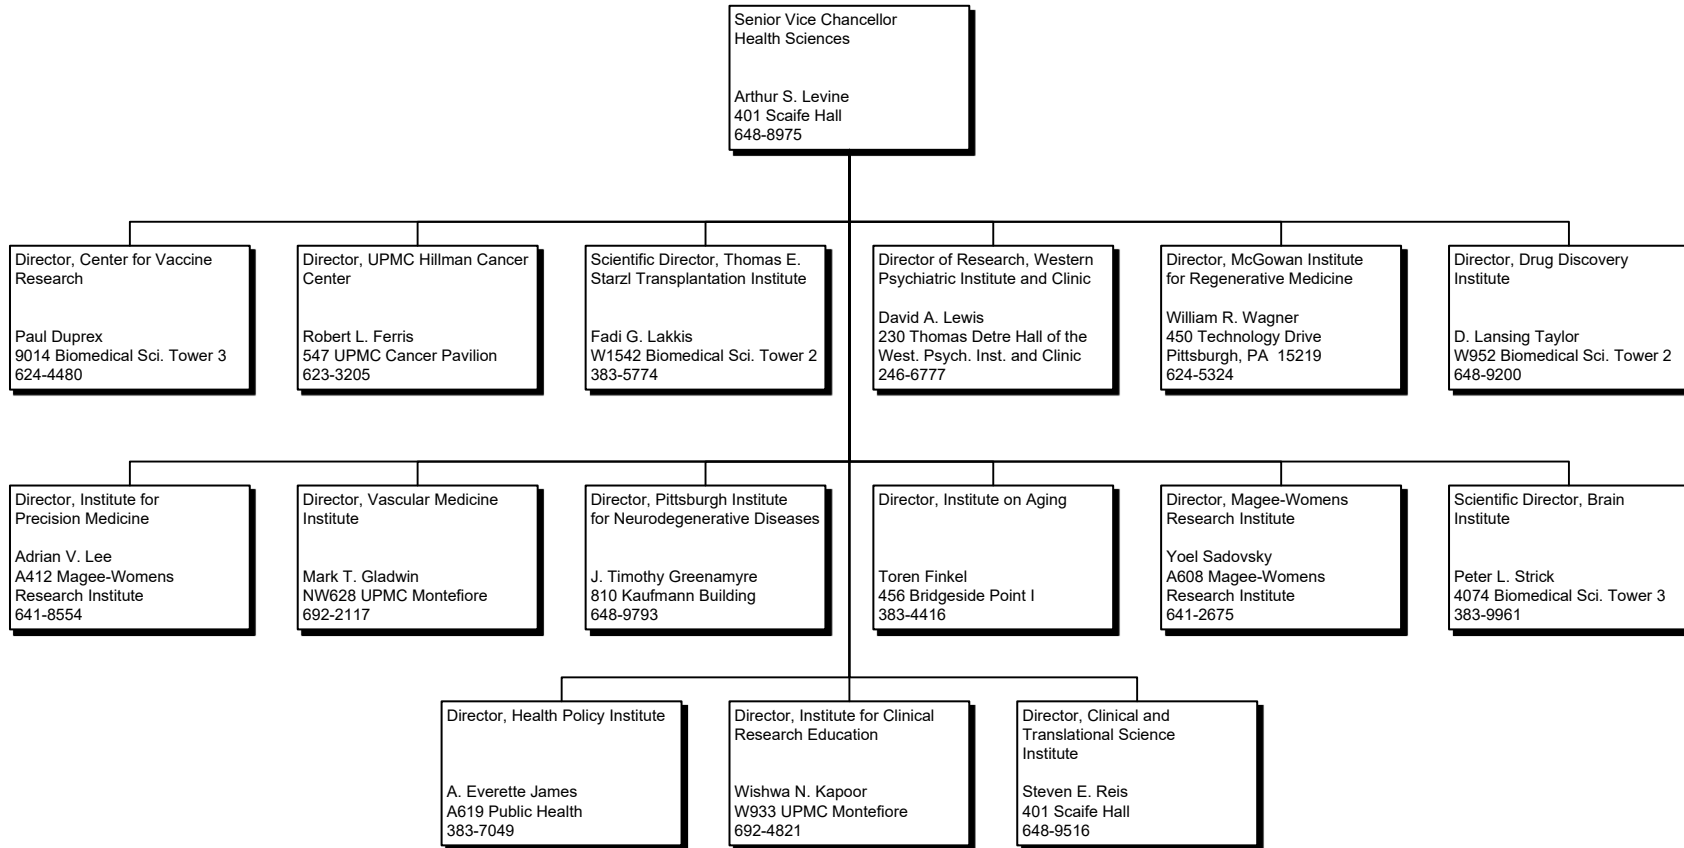 Senior Vice Chancellor
Health Sciences
Arthur S. Levine
401 Scaife Hall
648-8975
Director, Center for Vaccine
Research
Paul Duprex
9014 Biomedical Sci. Tower 3
624-4480
Director, UPMC Hillman Cancer
Center
Robert L. Ferris
547 UPMC Cancer Pavilion
623-3205
Scientific Director, Thomas E.
Starzl Transplantation Institute
Fadi G. Lakkis
W1542 Biomedical Sci. Tower 2
383-5774
Director of Research, Western
Psychiatric Institute and Clinic
David A. Lewis
230 Thomas Detre Hall of the
West. Psych. Inst. and Clinic
246-6777
Director, McGowan Institute
for Regenerative Medicine
William R. Wagner
450 Technology Drive
Pittsburgh, PA  15219
624-5324
Director, Drug Discovery
Institute
D. Lansing Taylor
W952 Biomedical Sci. Tower 2
648-9200
Director, Institute for
Precision Medicine
Adrian V. Lee
A412 Magee-Womens
Research Institute
641-8554
Director, Vascular Medicine
Institute
Mark T. Gladwin
NW628 UPMC Montefiore
692-2117
Director, Pittsburgh Institute
for Neurodegenerative Diseases
J. Timothy Greenamyre
810 Kaufmann Building
648-9793
Director, Institute on Aging
Toren Finkel
456 Bridgeside Point I
383-4416
Director, Magee-Womens
Research Institute
Yoel Sadovsky
A608 Magee-Womens
Research Institute
641-2675
Scientific Director, Brain
Institute
Peter L. Strick
4074 Biomedical Sci. Tower 3
383-9961
Director, Health Policy Institute
A. Everette James
A619 Public Health
383-7049
Director, Institute for Clinical
Research Education
Wishwa N. Kapoor
W933 UPMC Montefiore
692-4821
Director, Clinical and
Translational Science
Institute
Steven E. Reis
401 Scaife Hall
648-9516